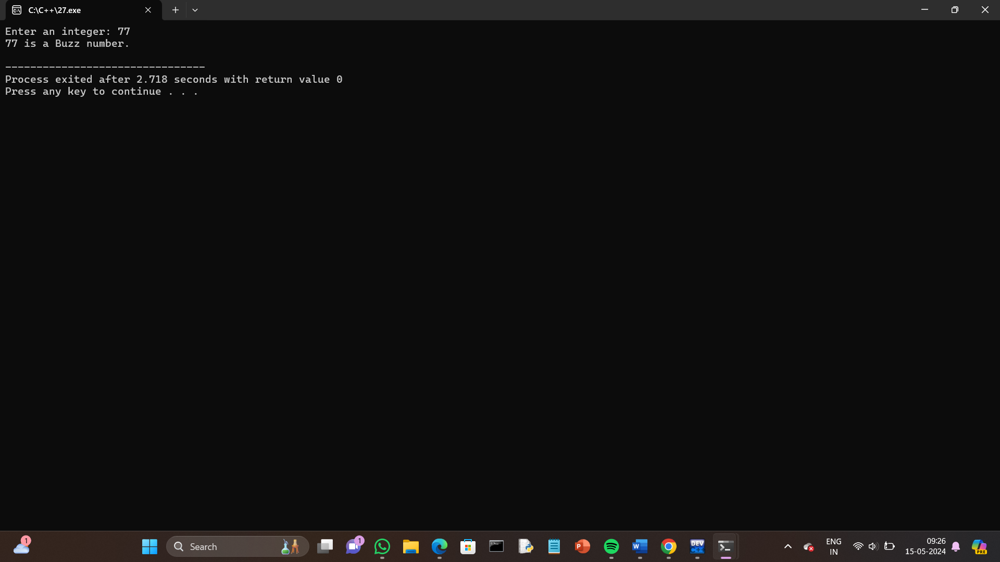 C:\C++\27.exe
Enter an integer: 77
77 is a Buzz number.
--------------------------------
Process exited after 2.718 seconds with return value 0
Press any key to continue . . .
1
Search
1
P
W
DEV
C++
ENG
IN
09:26
15-05-2024
PRE